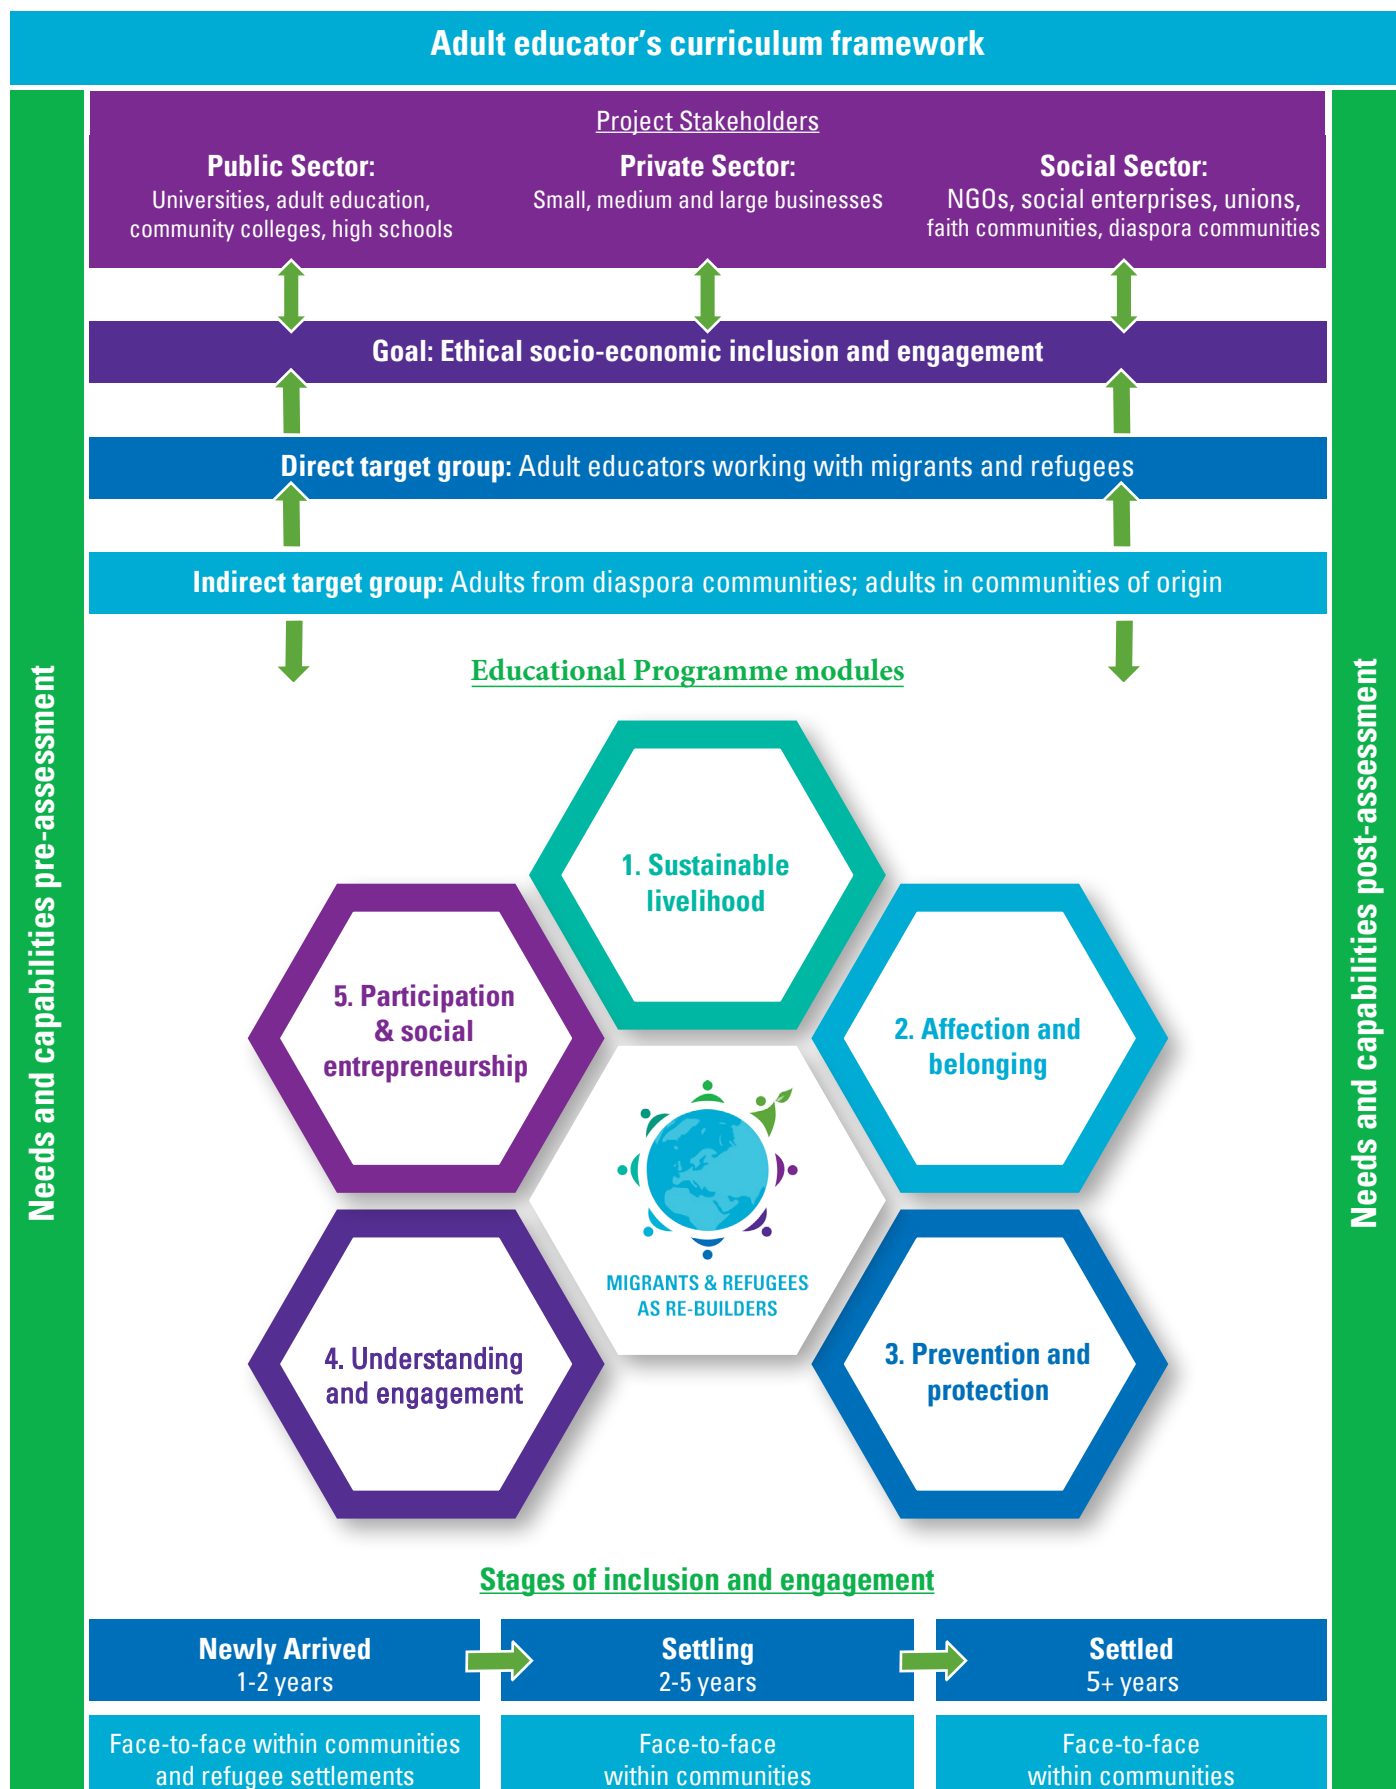 Adult educator's curriculum framework
Project Stakeholders
Public Sector:
Universities, adult education,
community colleges, high schools
Private Sector:
Small, medium and large businesses
Social Sector:
NGOs, social enterprises, unions,
faith communities, diaspora communities
Goal: Ethical socio-economic inclusion and engagement
Direct target group: Adult educators working with migrants and refugees
Indirect target group: Adults from diaspora communities; adults in communities of origin
Needs and capabilities pre-assessment
Needs and capabilities post-assessment
Educational Programme modules
1. Sustainable
livelihood
2. Affection and
belonging
3. Prevention and
protection
4. Understanding
and engagement
5. Participation
& social
entrepreneurship
MIGRANTS & REFUGEES
AS RE-BUILDERS
Stages of inclusion and engagement
Newly Arrived
1-2 years
Settling
2-5 years
Settled
5+ years
Face-to-face within communities
and refugee settlements
Face-to-face
within communities
Face-to-face
within communities